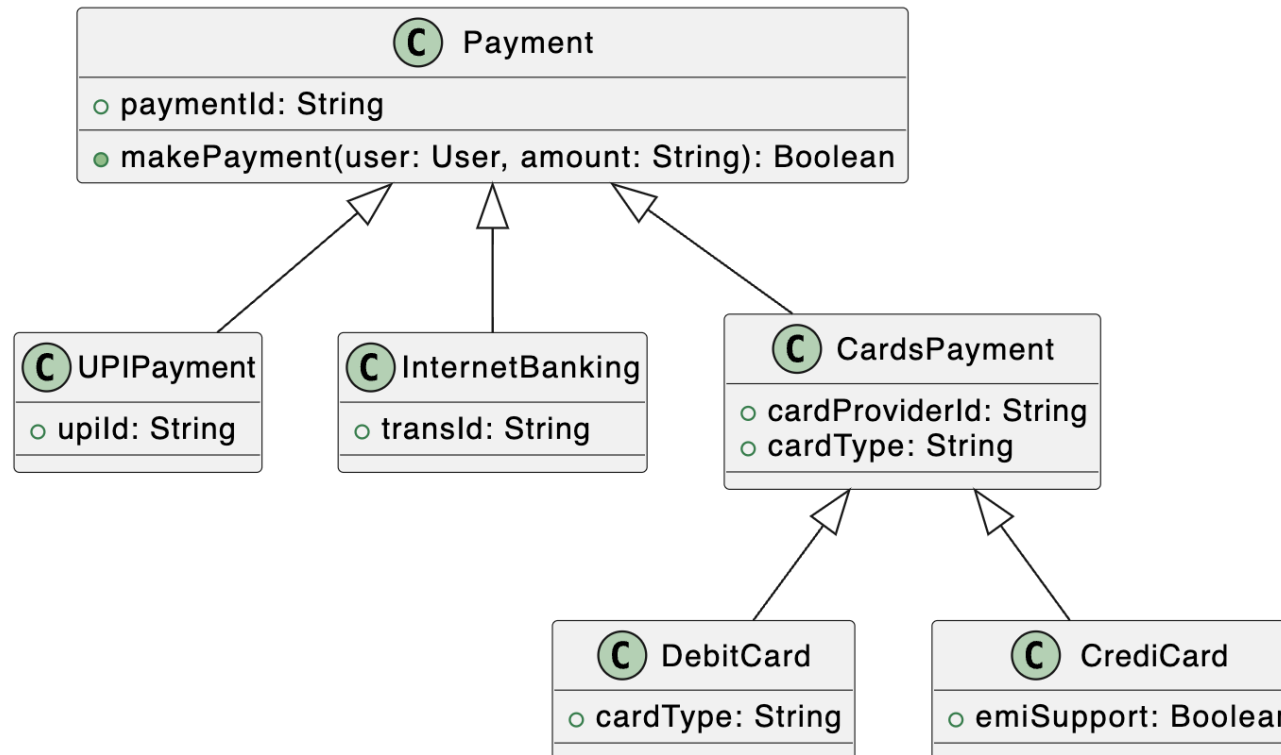 C Payment
paymentId: String
makePayment(user: User, amount: String): Boolean
C UPIPayment
upiId: String
C InternetBanking
transId: String
C CardsPayment
cardProviderId: String
cardType: String
C DebitCard
cardType: String
C CrediCard
emiSupport: Boolean